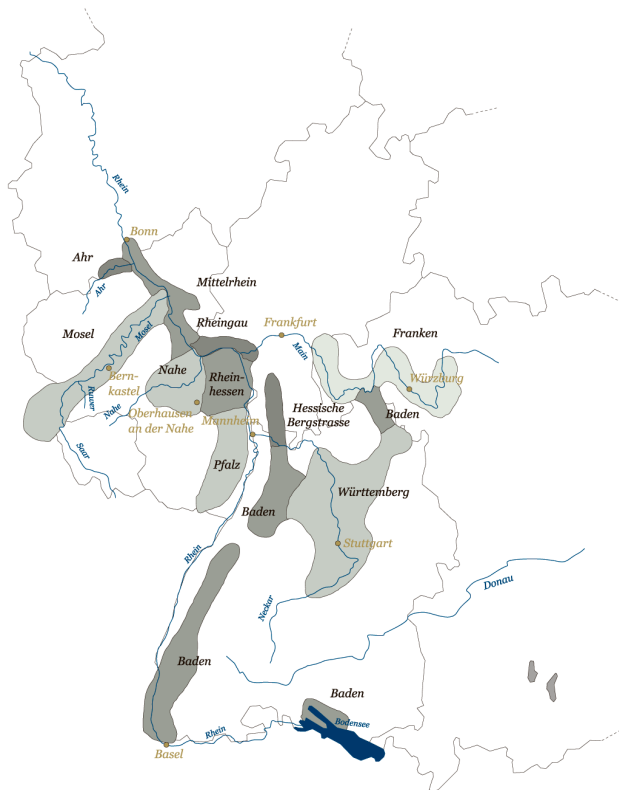 Rhein
Bonn
Ahr
Ahr
Mittelrhein
Mosel
Mosel
Rheingau
Frankfurt
Main
Franken
Nahe
Rhein-
hessen
Bern-
kastel
Ruwer
Nahe
Oberhausen
an der Nahe
Mannheim
Hessische
Bergstrasse
Würzburg
Baden
Saar
Pfalz
Württemberg
Baden
Stuttgart
Rhein
Neckar
Donau
Baden
Baden
Bodensee
Rhein
Basel